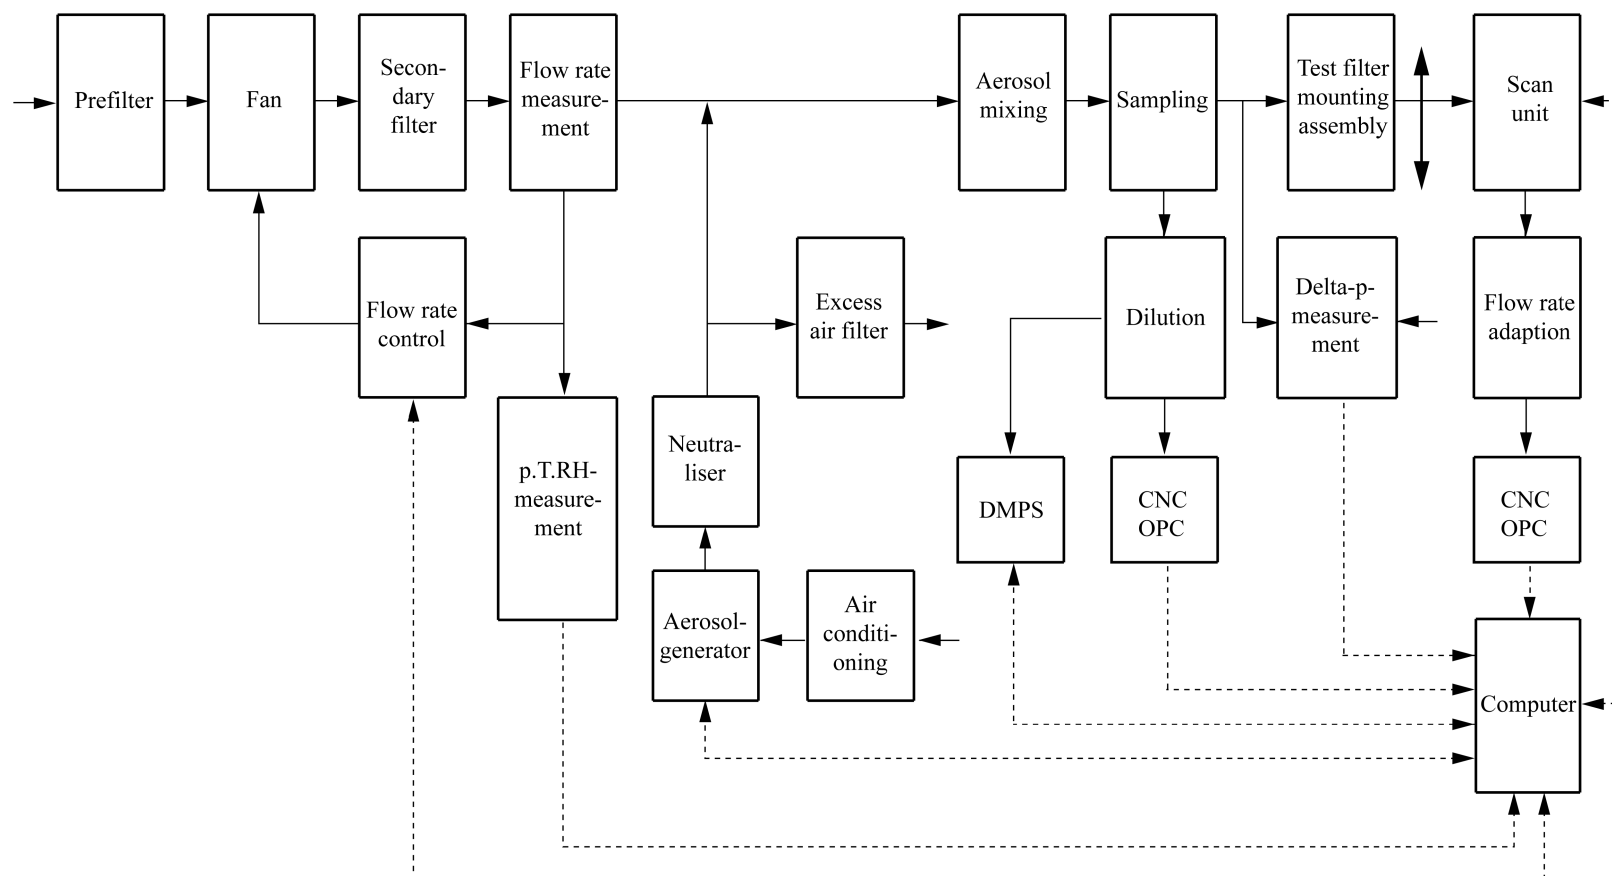 Prefilter
Fan
Secon-
dary
filter
Flow rate
measure-
ment
Aerosol
mixing
Sampling
Test filter
mounting
assembly
Scan
unit
Flow rate
control
Excess
air filter
Dilution
Delta-p-
measure-
ment
Flow rate
adaption
p.T.RH-
measure-
ment
Neutra-
liser
DMPS
CNC
OPC
CNC
OPC
Aerosol-
generator
Air
conditi-
oning
Computer